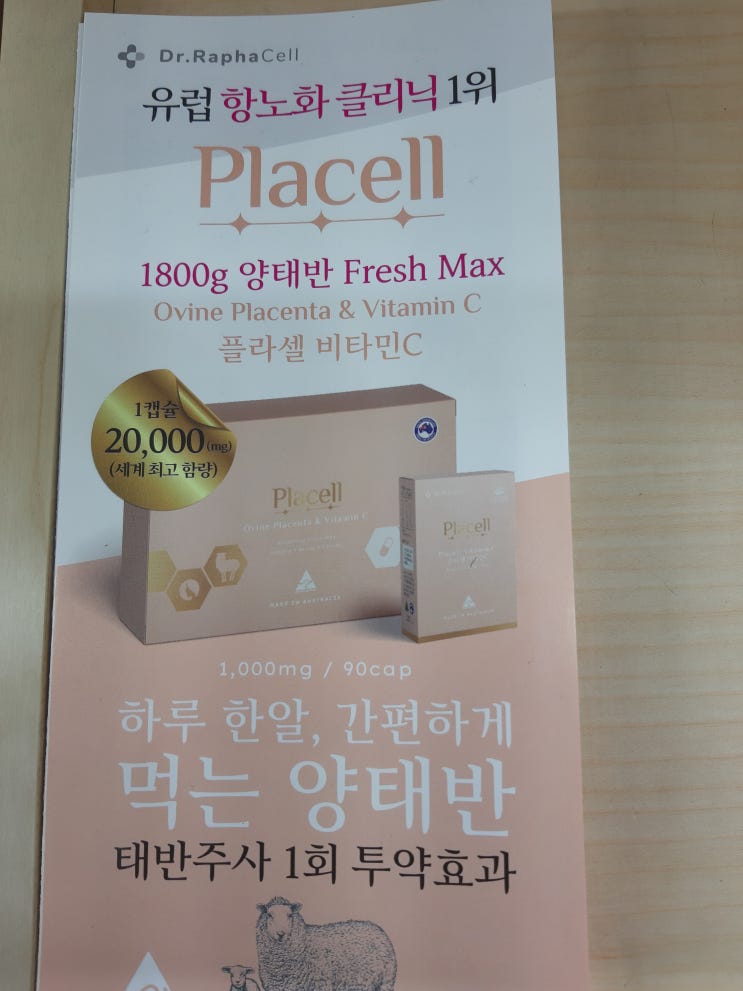 Dr.RaphaCell
유럽 항노화 클리닉 1위
Placell
1800g 양태반 Fresh Max
Ovine Placenta & Vitamin C
플라셀 비타민C
1캡슐
20,000(mg)
(세계 최고 함량)
Placell
Ovine Placenta & Vitamin C
MADE IN AUSTRALIA
Placell
MADE IN AUSTRALIA
1,000mg / 90cap
하루 한알, 간편하게
먹는 양태반
태반주사 1회 투약효과